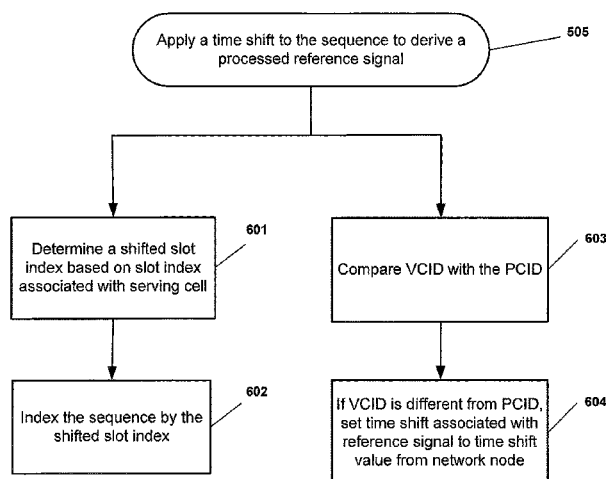 Apply a time shift to the sequence to derive a
processed reference signal
505
Determine a shifted slot
index based on slot index
associated with serving cell
601
Compare VCID with the PCID
603
Index the sequence by the
shifted slot index
602
If VCID is different from PCID,
set time shift associated with
reference signal to time shift
value from network node
604